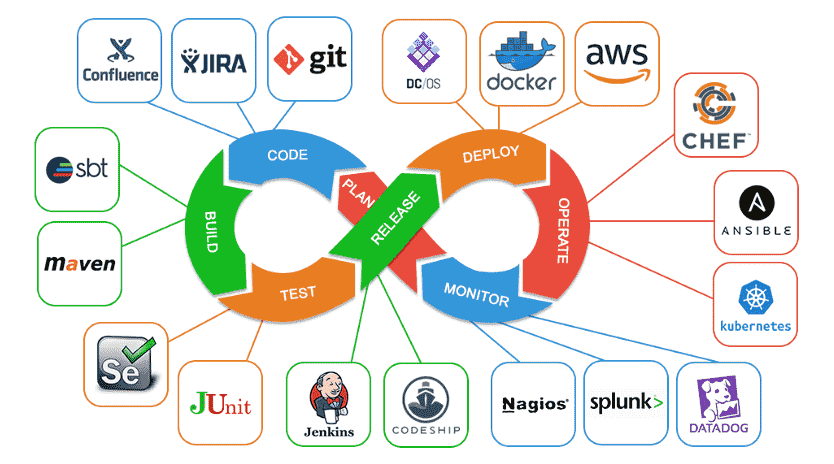 Confluence
JIRA
git
DC/OS
docker
aws
CHEF™
sbt
CODE
DEPLOY
PLAN
RELEASE
BUILD
OPERATE
ANSIBLE
maven
TEST
MONITOR
kubernetes
Se
JUnit
Jenkins
CODESHIP
Nagios®
splunk>
DATADOG